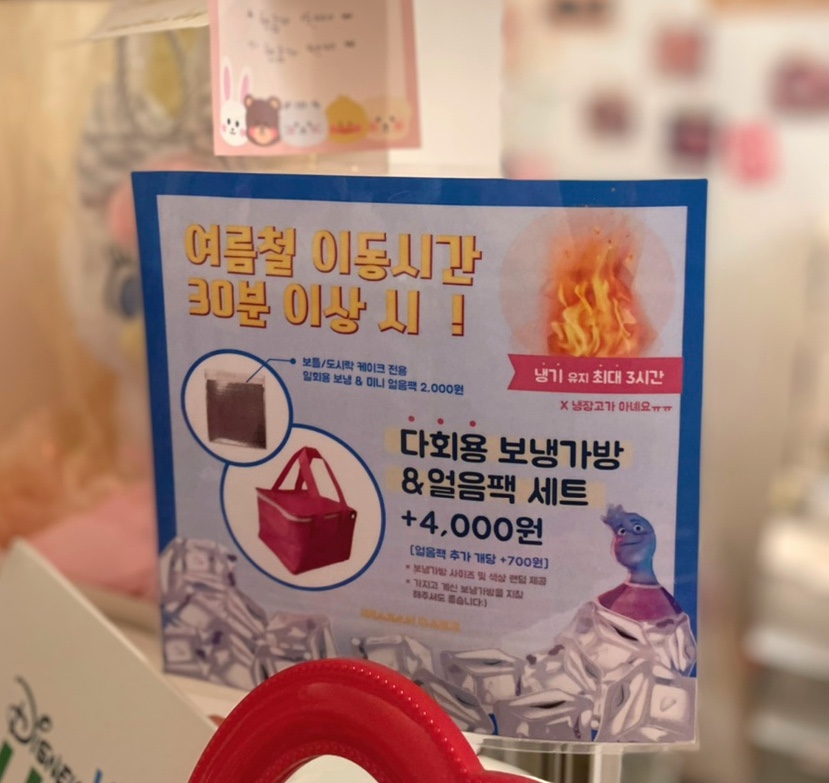 여름철 이동시간
30분 이상 시 !
보틀/도시락 케이크 전용
일회용 보냉 & 미니 얼음팩 2,000원
냉기 유지 최대 3시간
X 냉장고가 아네요ㅠㅠ
다회용 보냉가방
&얼음팩 세트
+4,000원
[얼음팩 추가 개당 +700원]
* 보냉가방 사이즈 및 색상 랜덤 제공
* 가지고 계신 보냉가방을 지참
해주셔도 좋습니다:)
DISNEY